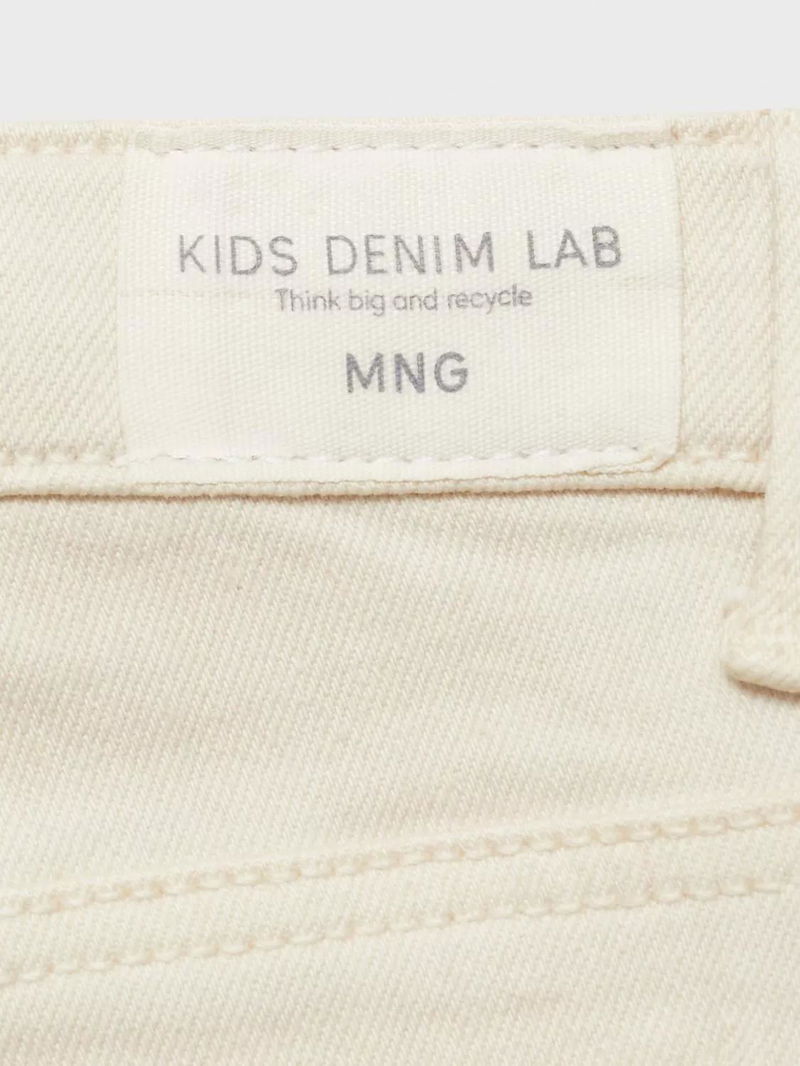 KIDS DENIM LAB
Think big and recycle
MNG